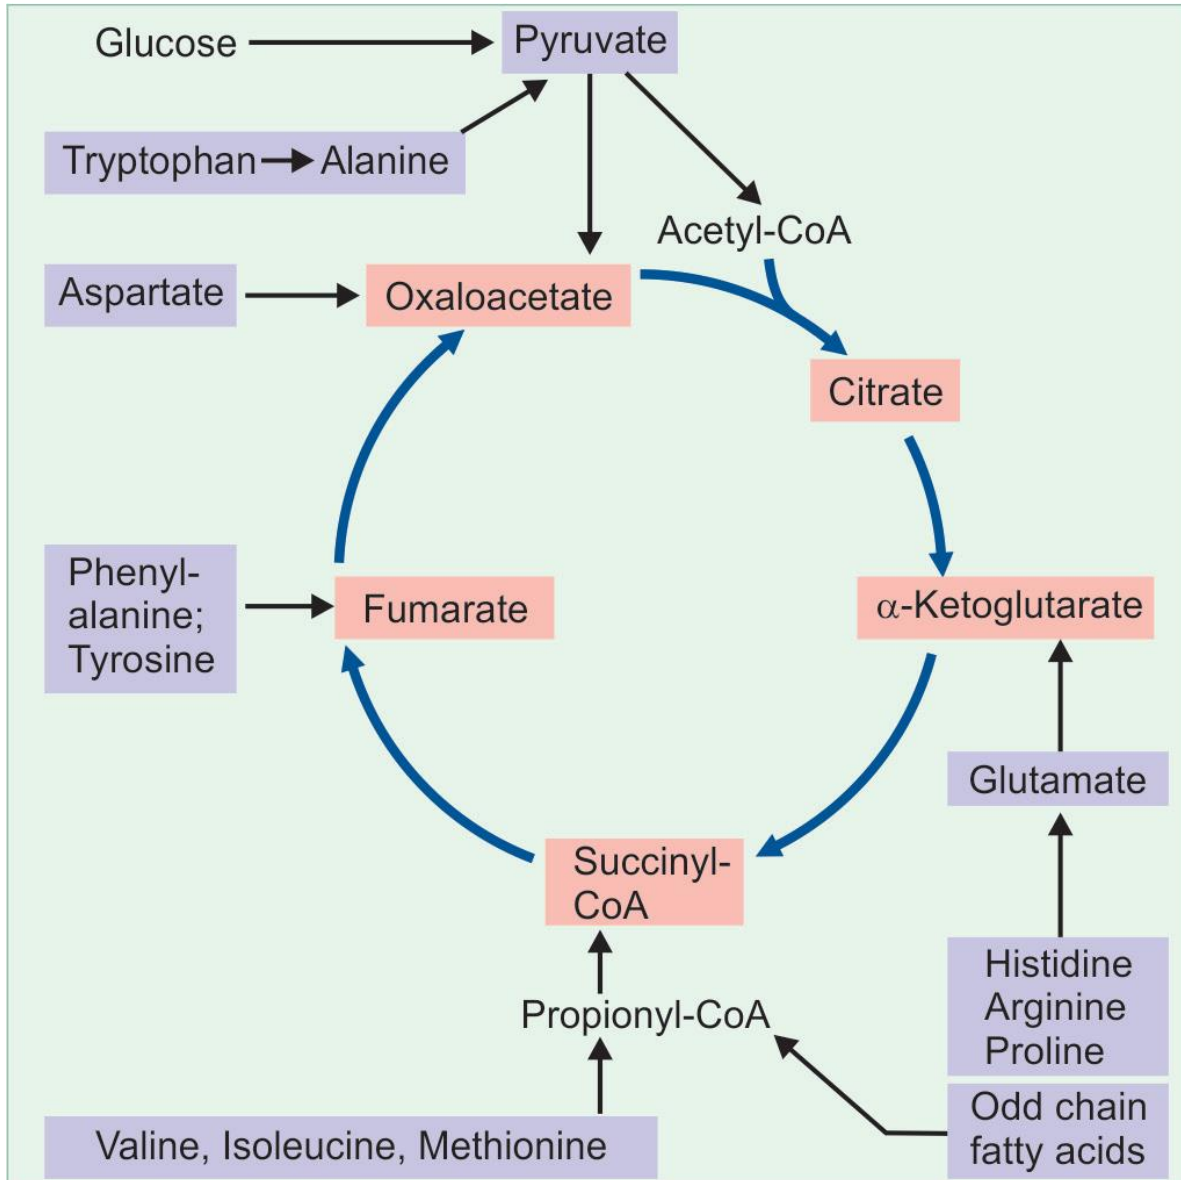 Glucose
Pyruvate
Tryptophan
Alanine
Acetyl-CoA
Aspartate
Oxaloacetate
Citrate
Phenyl-
alanine;
Tyrosine
Fumarate
α-Ketoglutarate
Glutamate
Succinyl-
CoA
Histidine
Arginine
Proline
Propionyl-CoA
Odd chain
fatty acids
Valine, Isoleucine, Methionine